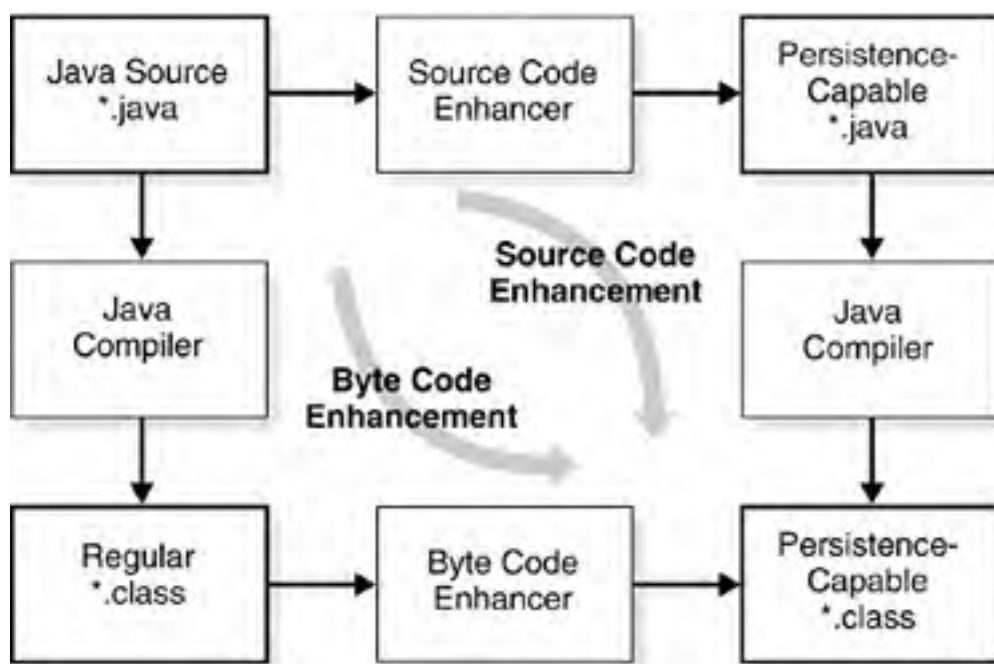 Java Source
*.java
Source Code
Enhancer
Persistence-
Capable
*.java
Source Code
Enhancement
Java
Compiler
Java
Compiler
Byte Code
Enhancement
Regular
*.class
Byte Code
Enhancer
Persistence-
Capable
*.class